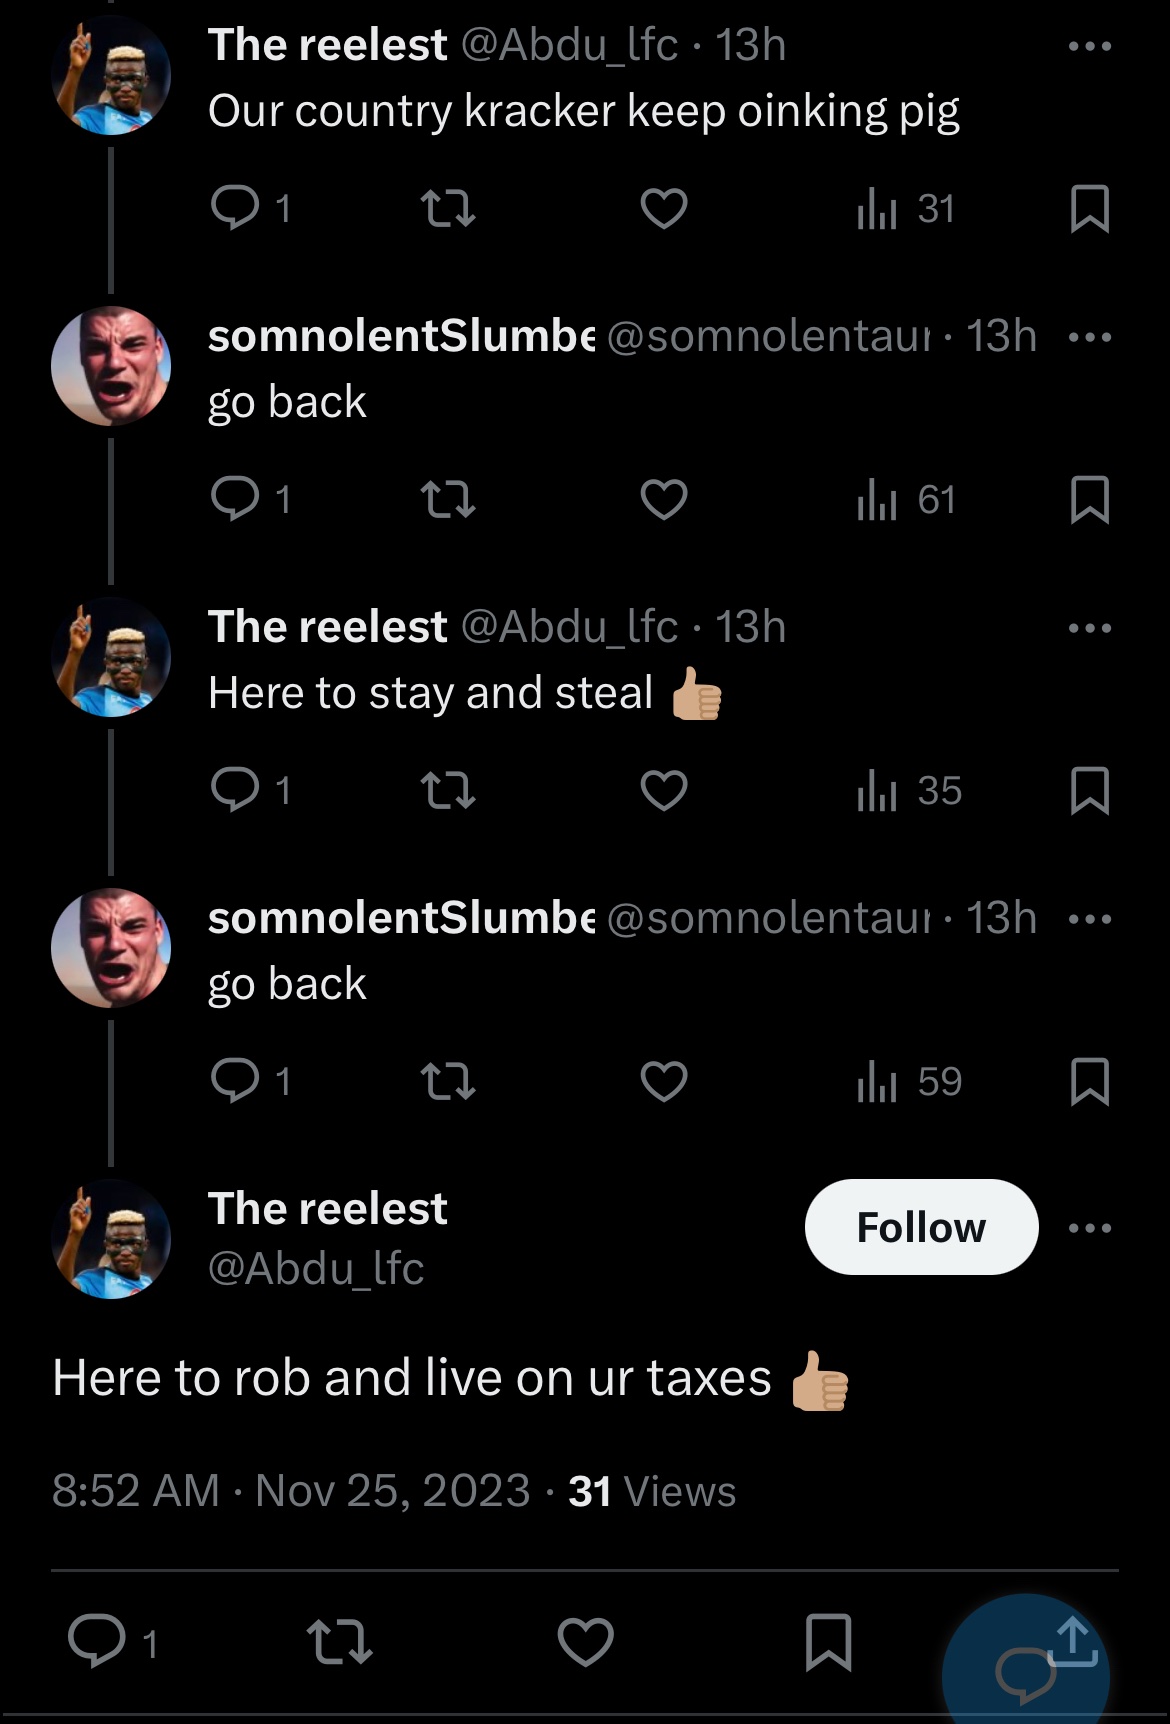 The reelest @Abdu_lfc · 13h
Our country kracker keep oinking pig
1 31
somnolentSlumbe @somnolentaur · 13h
go back
1 61
The reelest @Abdu_lfc · 13h
Here to stay and steal 👍🏼
1 35
somnolentSlumbe @somnolentaur · 13h
go back
1 59
The reelest
Follow
@Abdu_lfc
Here to rob and live on ur taxes 👍🏼
8:52 AM · Nov 25, 2023 · 31 Views
1